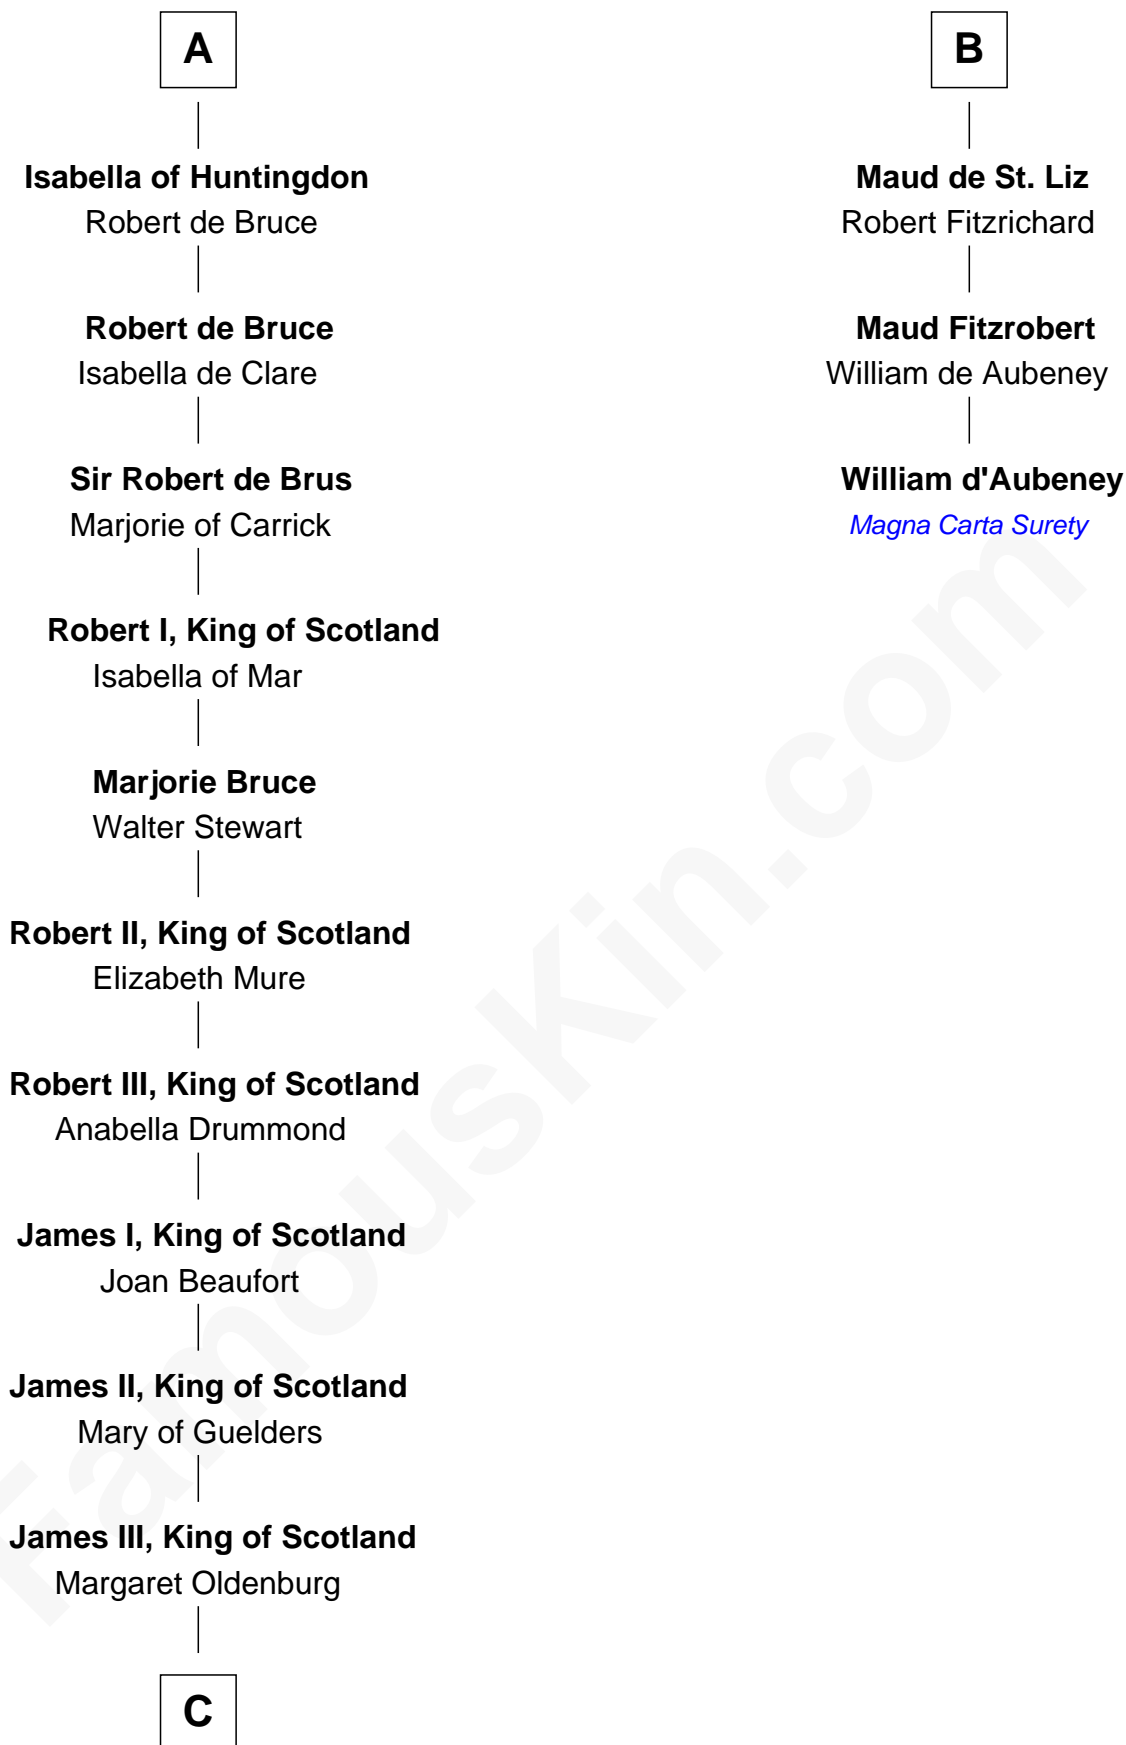 A
Isabella of Huntingdon
Robert de Bruce
Robert de Bruce
Isabella de Clare
Sir Robert de Brus
Marjorie of Carrick
Robert I, King of Scotland
Isabella of Mar
Marjorie Bruce
Walter Stewart
Robert II, King of Scotland
Elizabeth Mure
Robert III, King of Scotland
Anabella Drummond
James I, King of Scotland
Joan Beaufort
James II, King of Scotland
Mary of Guelders
James III, King of Scotland
Margaret Oldenburg
C
B
Maud de St. Liz
Robert Fitzrichard
Maud Fitzrobert
William de Aubeney
William d'Aubeney
Magna Carta Surety
FamousKin.com